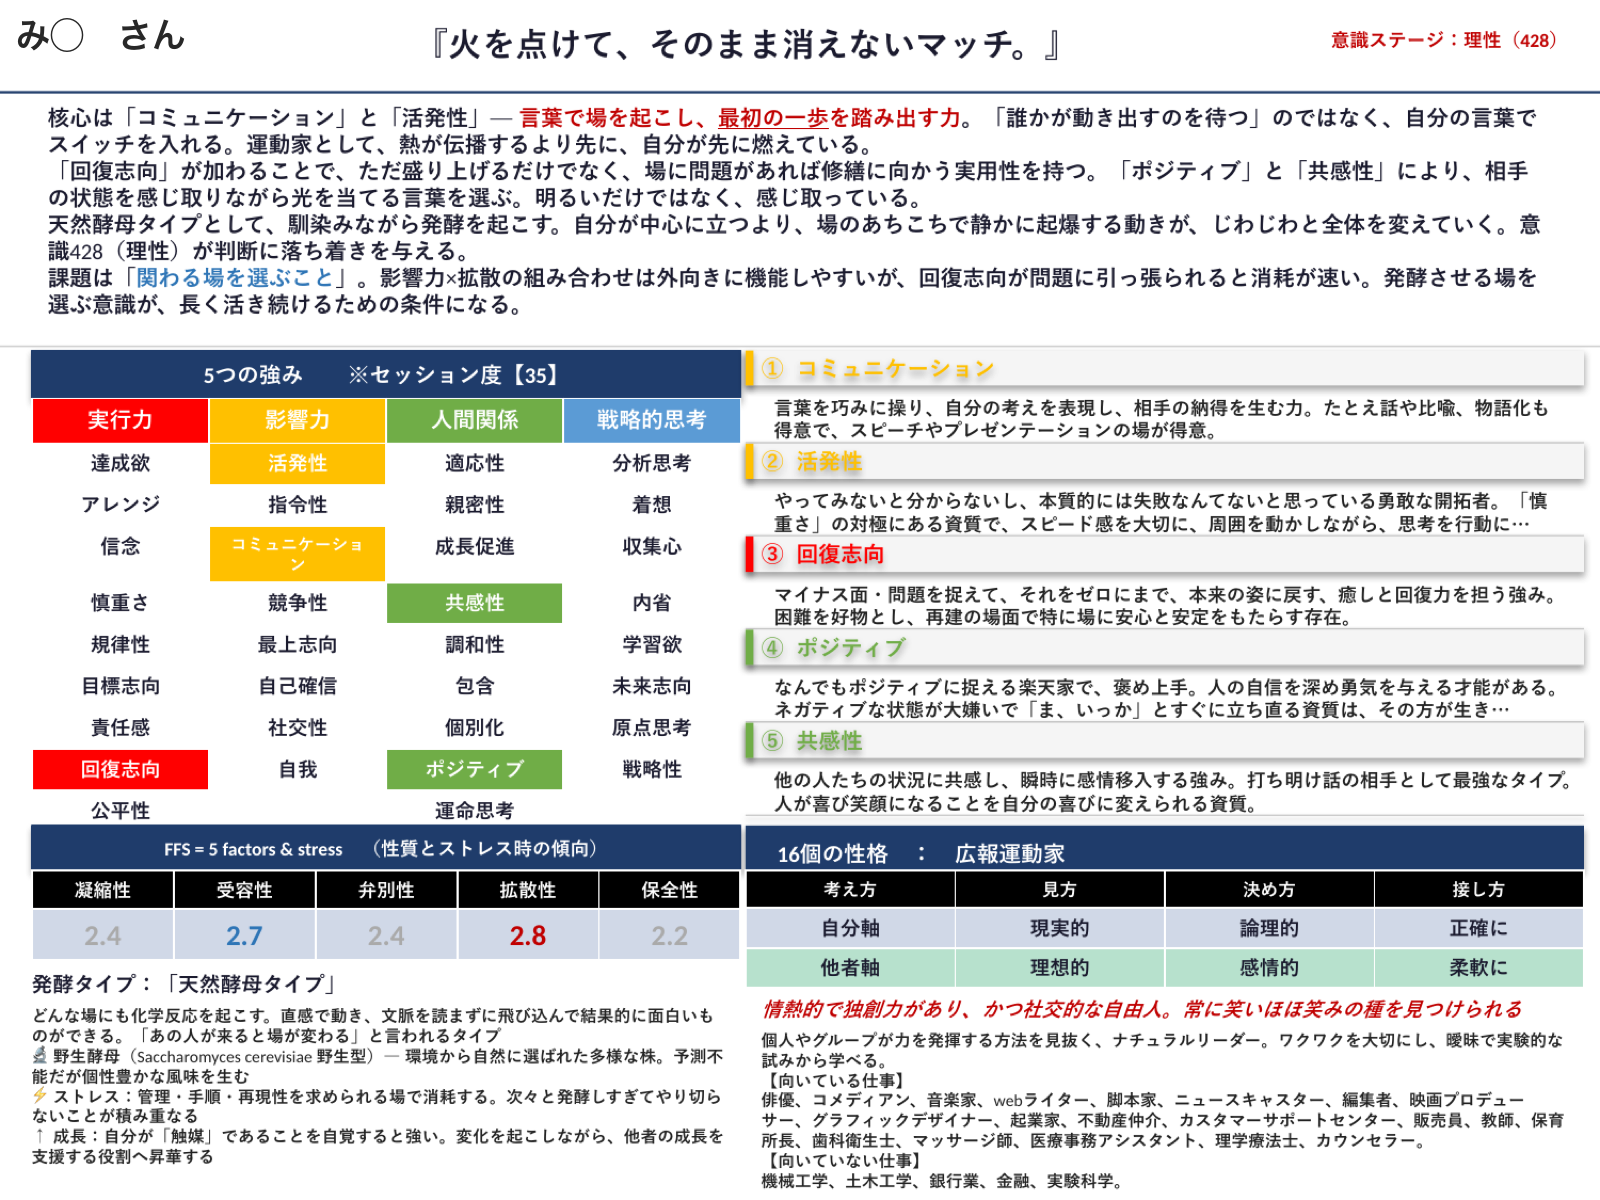 み○　さん
『火を点けて、そのまま消えないマッチ。』
意識ステージ：理性（428）
核心は「コミュニケーション」と「活発性」― 言葉で場を起こし、最初の一歩を踏み出す力。「誰かが動き出すのを待つ」のではなく、自分の言葉で
スイッチを入れる。運動家として、熱が伝播するより先に、自分が先に燃えている。
「回復志向」が加わることで、ただ盛り上げるだけでなく、場に問題があれば修繕に向かう実用性を持つ。「ポジティブ」と「共感性」により、相手
の状態を感じ取りながら光を当てる言葉を選ぶ。明るいだけではなく、感じ取っている。
天然酵母タイプとして、馴染みながら発酵を起こす。自分が中心に立つより、場のあちこちで静かに起爆する動きが、じわじわと全体を変えていく。意
識428（理性）が判断に落ち着きを与える。
課題は「関わる場を選ぶこと」。影響力×拡散の組み合わせは外向きに機能しやすいが、回復志向が問題に引っ張られると消耗が速い。発酵させる場を
選ぶ意識が、長く活き続けるための条件になる。
5つの強み　　※セッション度【35】
実行力 影響力 人間関係 戦略的思考
達成欲 活発性 適応性 分析思考
アレンジ 指令性 親密性 着想
信念 コミュニケーショ
ン 成長促進 収集心
慎重さ 競争性 共感性 内省
規律性 最上志向 調和性 学習欲
目標志向 自己確信 包含 未来志向
責任感 社交性 個別化 原点思考
回復志向 自我 ポジティブ 戦略性
公平性 運命思考
① コミュニケーション
言葉を巧みに操り、自分の考えを表現し、相手の納得を生む力。たとえ話や比喩、物語化も
得意で、スピーチやプレゼンテーションの場が得意。
② 活発性
やってみないと分からないし、本質的には失敗なんてないと思っている勇敢な開拓者。「慎
重さ」の対極にある資質で、スピード感を大切に、周囲を動かしながら、思考を行動に…
③ 回復志向
マイナス面・問題を捉えて、それをゼロにまで、本来の姿に戻す、癒しと回復力を担う強み。
困難を好物とし、再建の場面で特に場に安心と安定をもたらす存在。
④ ポジティブ
なんでもポジティブに捉える楽天家で、褒め上手。人の自信を深め勇気を与える才能がある。
ネガティブな状態が大嫌いで「ま、いっか」とすぐに立ち直る資質は、その方が生き…
⑤ 共感性
他の人たちの状況に共感し、瞬時に感情移入する強み。打ち明け話の相手として最強なタイプ。
人が喜び笑顔になることを自分の喜びに変えられる資質。
FFS = 5 factors & stress　（性質とストレス時の傾向）
凝縮性 受容性 弁別性 拡散性 保全性
2.4 2.7 2.4 2.8 2.2
発酵タイプ：「天然酵母タイプ」
どんな場にも化学反応を起こす。直感で動き、文脈を読まずに飛び込んで結果的に面白いも
のができる。「あの人が来ると場が変わる」と言われるタイプ
🔬 野生酵母（Saccharomyces cerevisiae 野生型）― 環境から自然に選ばれた多様な株。予測不
能だが個性豊かな風味を生む
⚡ ストレス：管理・手順・再現性を求められる場で消耗する。次々と発酵しすぎてやり切ら
ないことが積み重なる
↑ 成長：自分が「触媒」であることを自覚すると強い。変化を起こしながら、他者の成長を
支援する役割へ昇華する
16個の性格　：　広報運動家
考え方 見方 決め方 接し方
自分軸 現実的 論理的 正確に
他者軸 理想的 感情的 柔軟に
情熱的で独創力があり、かつ社交的な自由人。常に笑いほほ笑みの種を見つけられる
個人やグループが力を発揮する方法を見抜く、ナチュラルリーダー。ワクワクを大切にし、曖昧で実験的な
試みから学べる。
【向いている仕事】
俳優、コメディアン、音楽家、webライター、脚本家、ニュースキャスター、編集者、映画プロデュー
サー、グラフィックデザイナー、起業家、不動産仲介、カスタマーサポートセンター、販売員、教師、保育
所長、歯科衛生士、マッサージ師、医療事務アシスタント、理学療法士、カウンセラー。
【向いていない仕事】
機械工学、土木工学、銀行業、金融、実験科学。